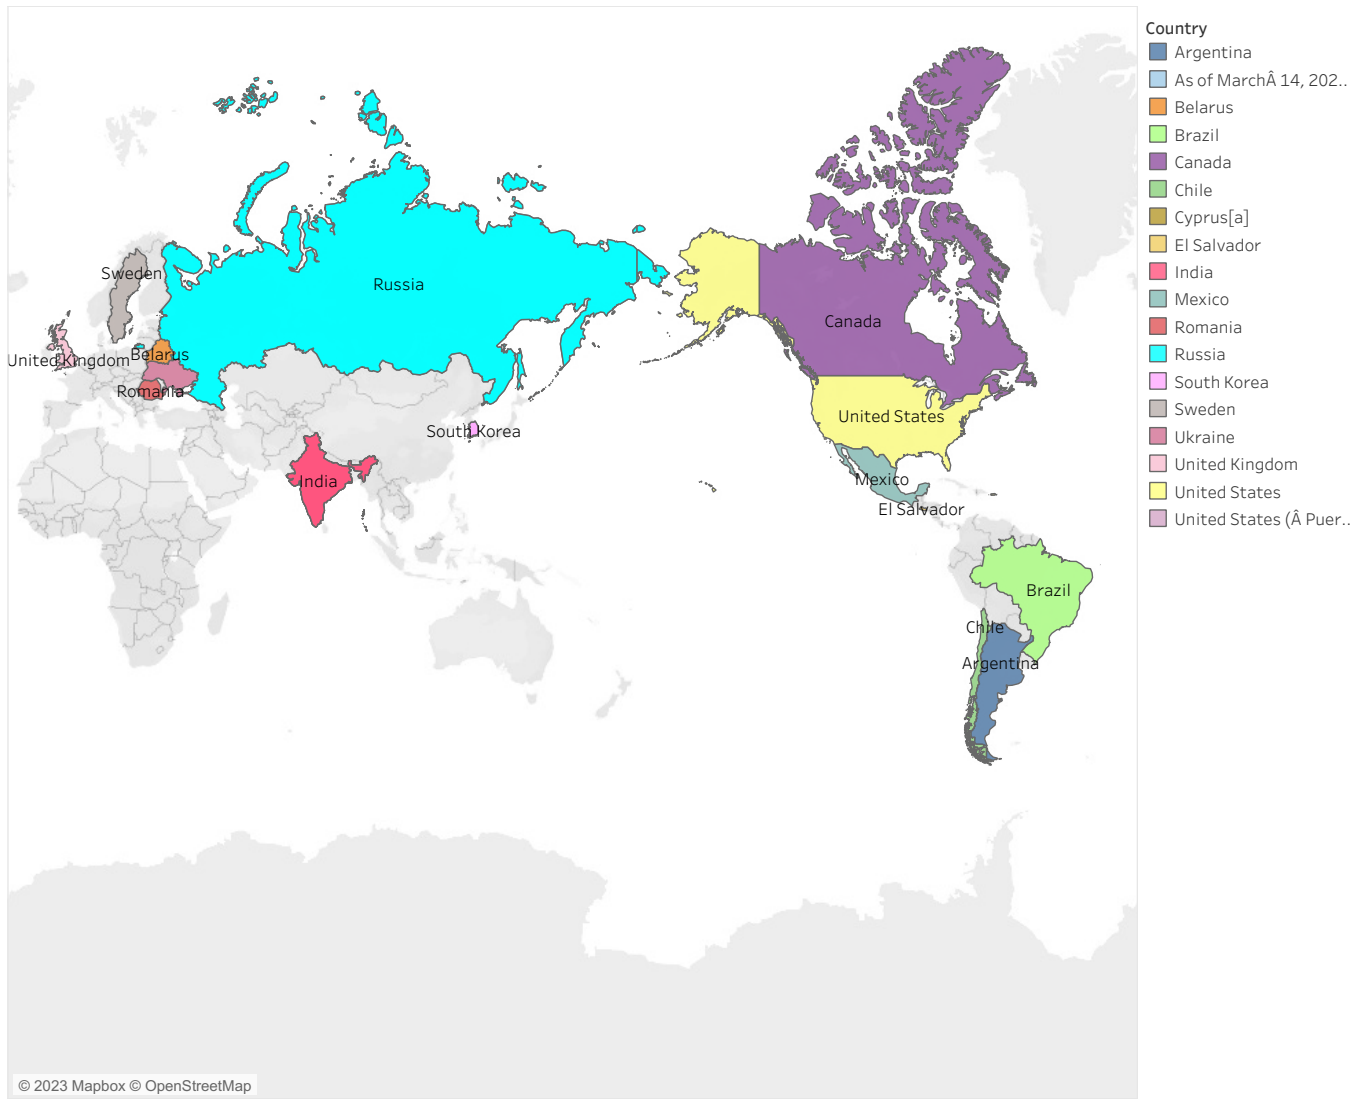 Country
Argentina
As of MarchÂ 14, 202..
Belarus
Brazil
Canada
Chile
Cyprus[a]
El Salvador
India
Mexico
Romania
Russia
South Korea
Sweden
Ukraine
United Kingdom
United States
United States (Â Puer..
Sweden
Russia
Canada
United Kingdom
Belarus
Romania
United States
South Korea
India
Mexico
El Salvador
Brazil
Chile
Argentina
© 2023 Mapbox © OpenStreetMap